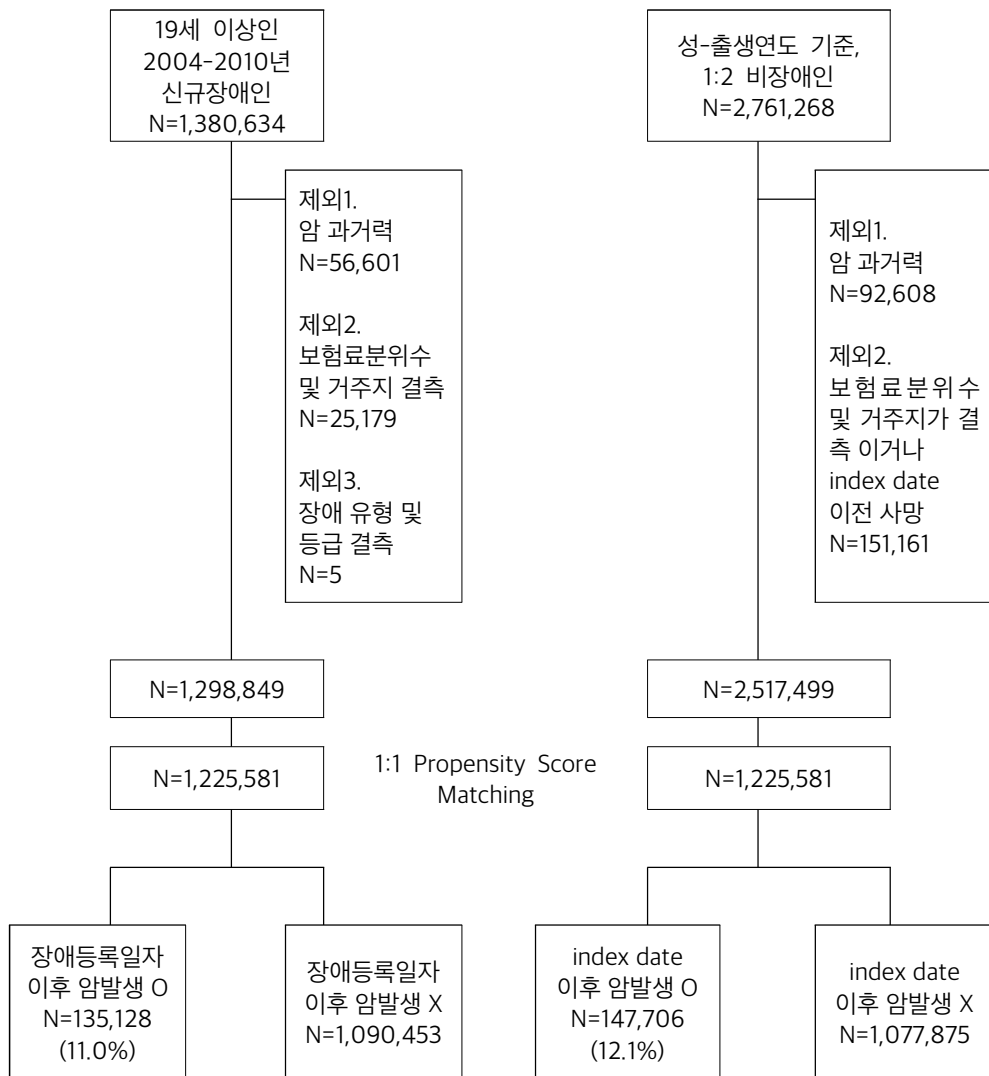 19세 이상인
2004-2010년
신규장애인
N=1,380,634
성-출생연도 기준,
1:2 비장애인
N=2,761,268
제외1.
암 과거력
N=56,601
제외2.
보험료분위수
및 거주지 결측
N=25,179
제외3.
장애 유형 및
등급 결측
N=5
제외1.
암 과거력
N=92,608
제외2.
보험료분위수
및 거주지가 결
측 이거나
index date
이전 사망
N=151,161
N=1,298,849
N=2,517,499
N=1,225,581
1:1 Propensity Score
Matching
N=1,225,581
장애등록일자
이후 암발생 O
N=135,128
(11.0%)
장애등록일자
이후 암발생 X
N=1,090,453
index date
이후 암발생 O
N=147,706
(12.1%)
index date
이후 암발생 X
N=1,077,875